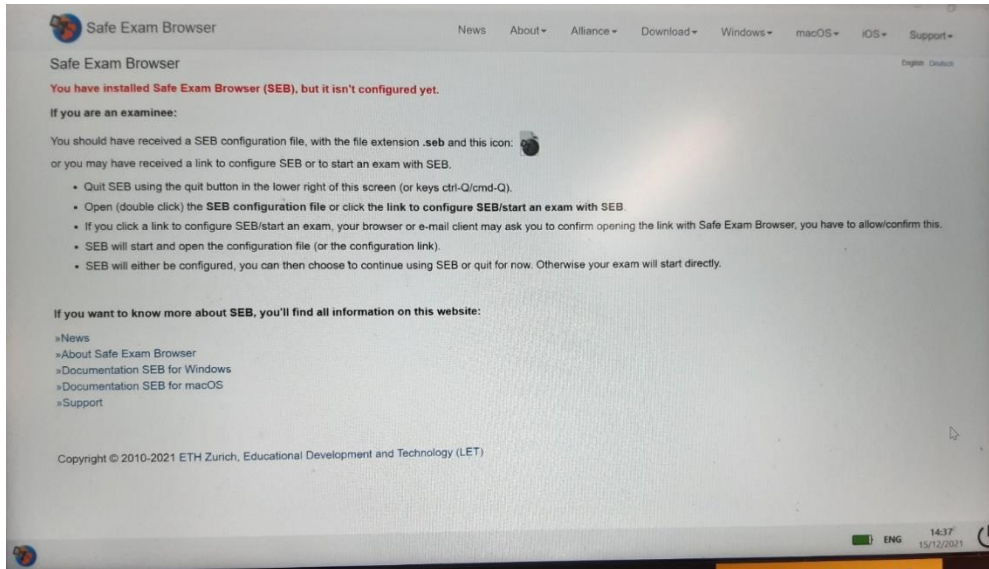 Safe Exam Browser
News About Alliance Download Windows macOS iOS Support
Safe Exam Browser
English Deutsch
You have installed Safe Exam Browser (SEB), but it isn't configured yet.
If you are an examinee:
You should have received a SEB configuration file, with the file extension .seb and this icon:
or you may have received a link to configure SEB or to start an exam with SEB.
• Quit SEB using the quit button in the lower right of this screen (or keys ctrl-Q/cmd-Q).
• Open (double click) the SEB configuration file or click the link to configure SEB/start an exam with SEB.
• If you click a link to configure SEB/start an exam, your browser or e-mail client may ask you to confirm opening the link with Safe Exam Browser, you have to allow/confirm this.
• SEB will start and open the configuration file (or the configuration link).
• SEB will either be configured, you can then choose to continue using SEB or quit for now. Otherwise your exam will start directly.
If you want to know more about SEB, you'll find all information on this website:
»News
»About Safe Exam Browser
»Documentation SEB for Windows
»Documentation SEB for macOS
»Support
Copyright © 2010-2021 ETH Zurich, Educational Development and Technology (LET)
ENG
14:37
15/12/2021